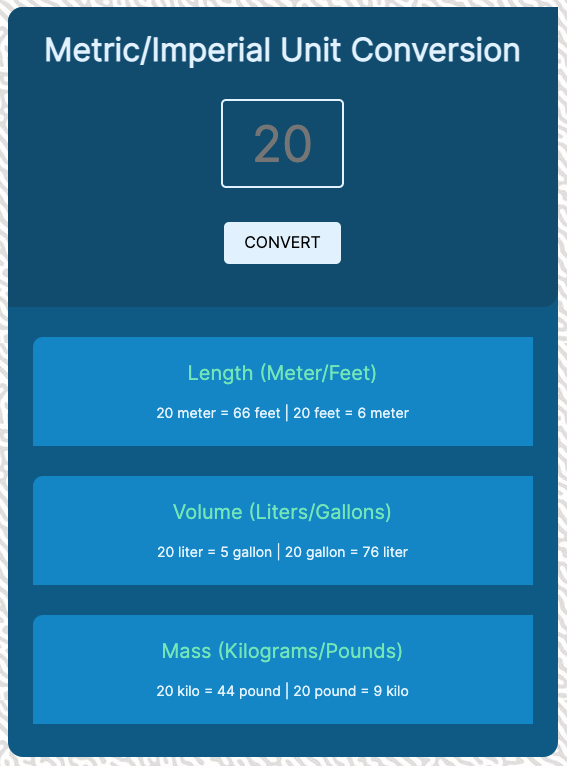 Metric/Imperial Unit Conversion
20
CONVERT
Length (Meter/Feet)
20 meter = 66 feet | 20 feet = 6 meter
Volume (Liters/Gallons)
20 liter = 5 gallon | 20 gallon = 76 liter
Mass (Kilograms/Pounds)
20 kilo = 44 pound | 20 pound = 9 kilo